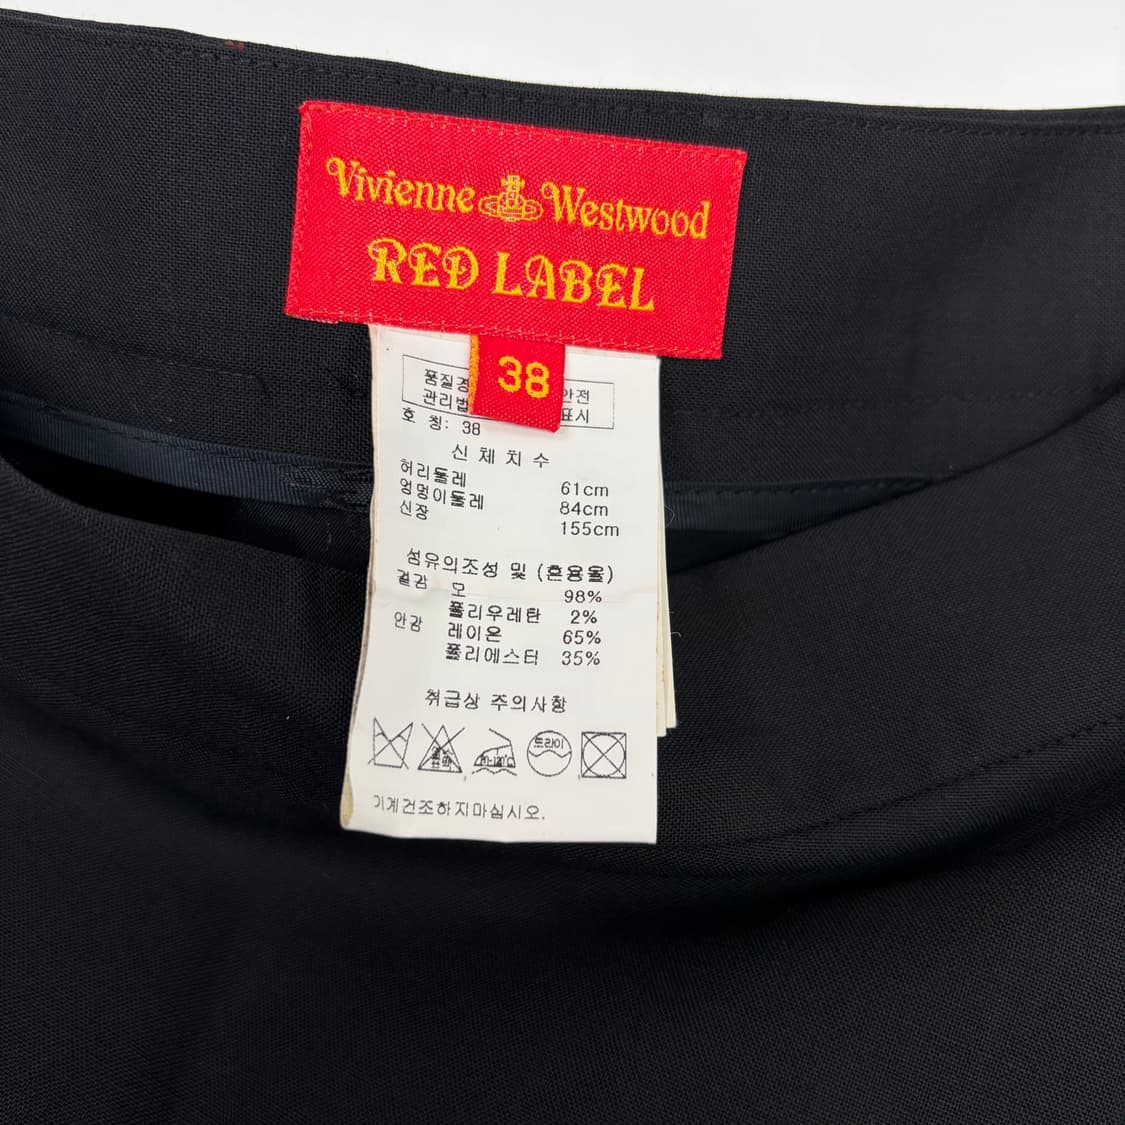 Vivienne Westwood
RED LABEL
38
품질경 안전
관리법 표시
호 칭: 38
신체치수
허리둘레 61cm
엉덩이둘레 84cm
신장 155cm
섬유의조성 및 (혼용율)
겉감 모 98%
폴리우레탄 2%
안감 레이온 65%
폴리에스터 35%
취급상 주의사항
드라이
기계건조하지마십시오.